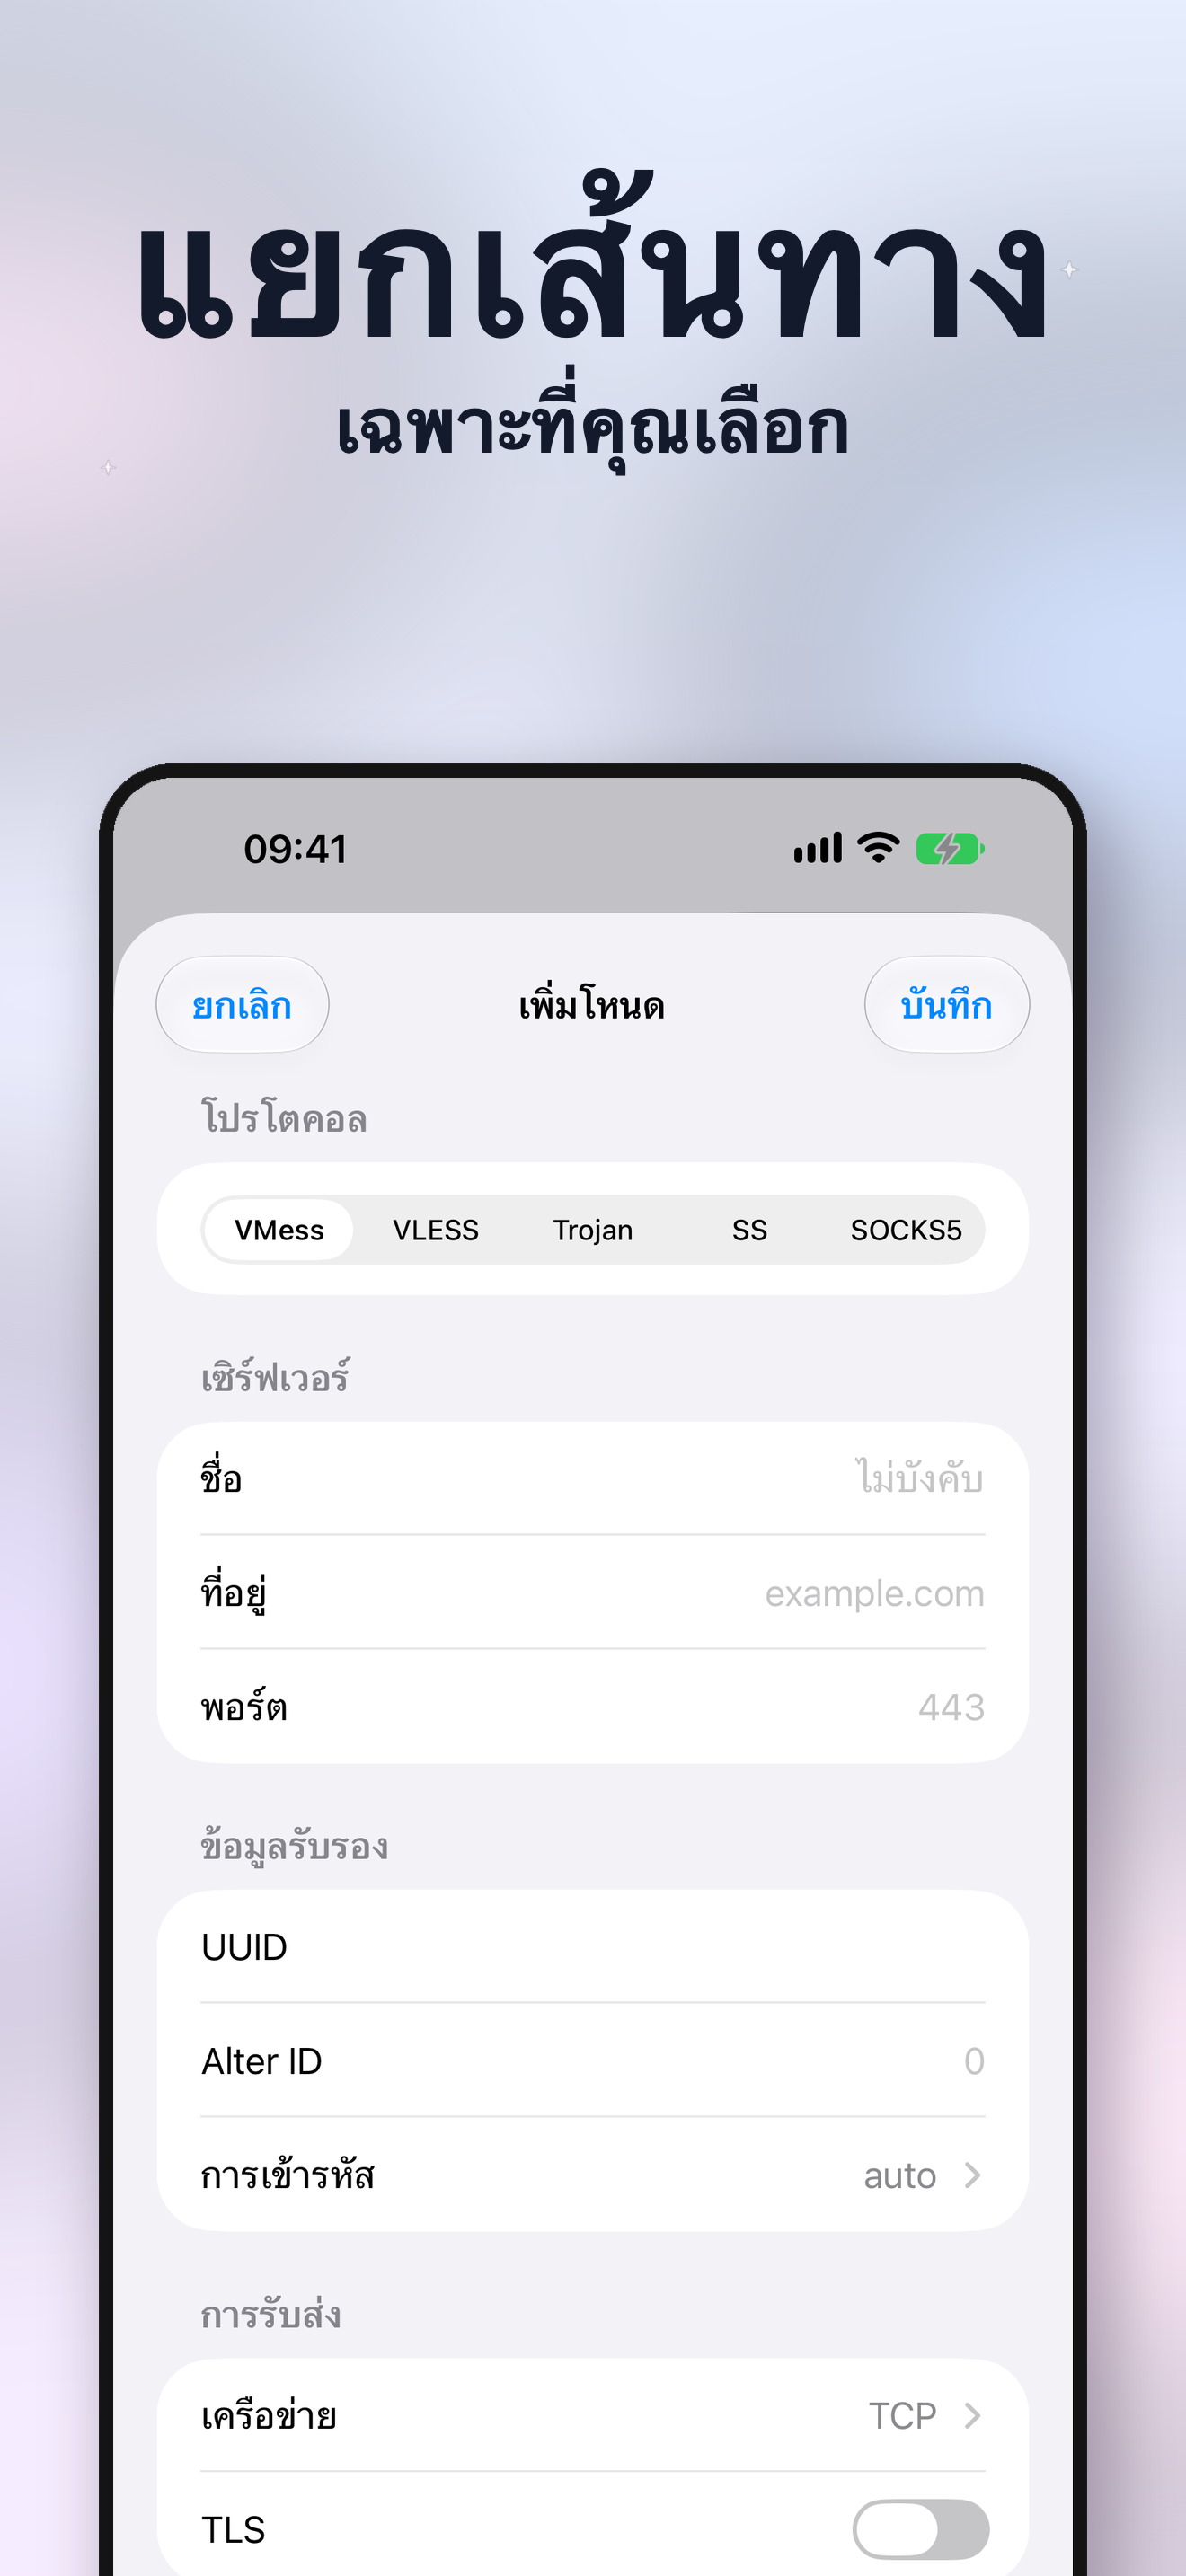 แยกเส้นทาง
เฉพาะที่คุณเลือก
09:41
ยกเลิก
เพิ่มโหนด
บันทึก
โปรโตคอล
VMess VLESS Trojan SS SOCKS5
เซิร์ฟเวอร์
ชื่อ ไม่บังคับ
ที่อยู่ example.com
พอร์ต 443
ข้อมูลรับรอง
UUID
Alter ID 0
การเข้ารหัส auto
การรับส่ง
เครือข่าย TCP
TLS